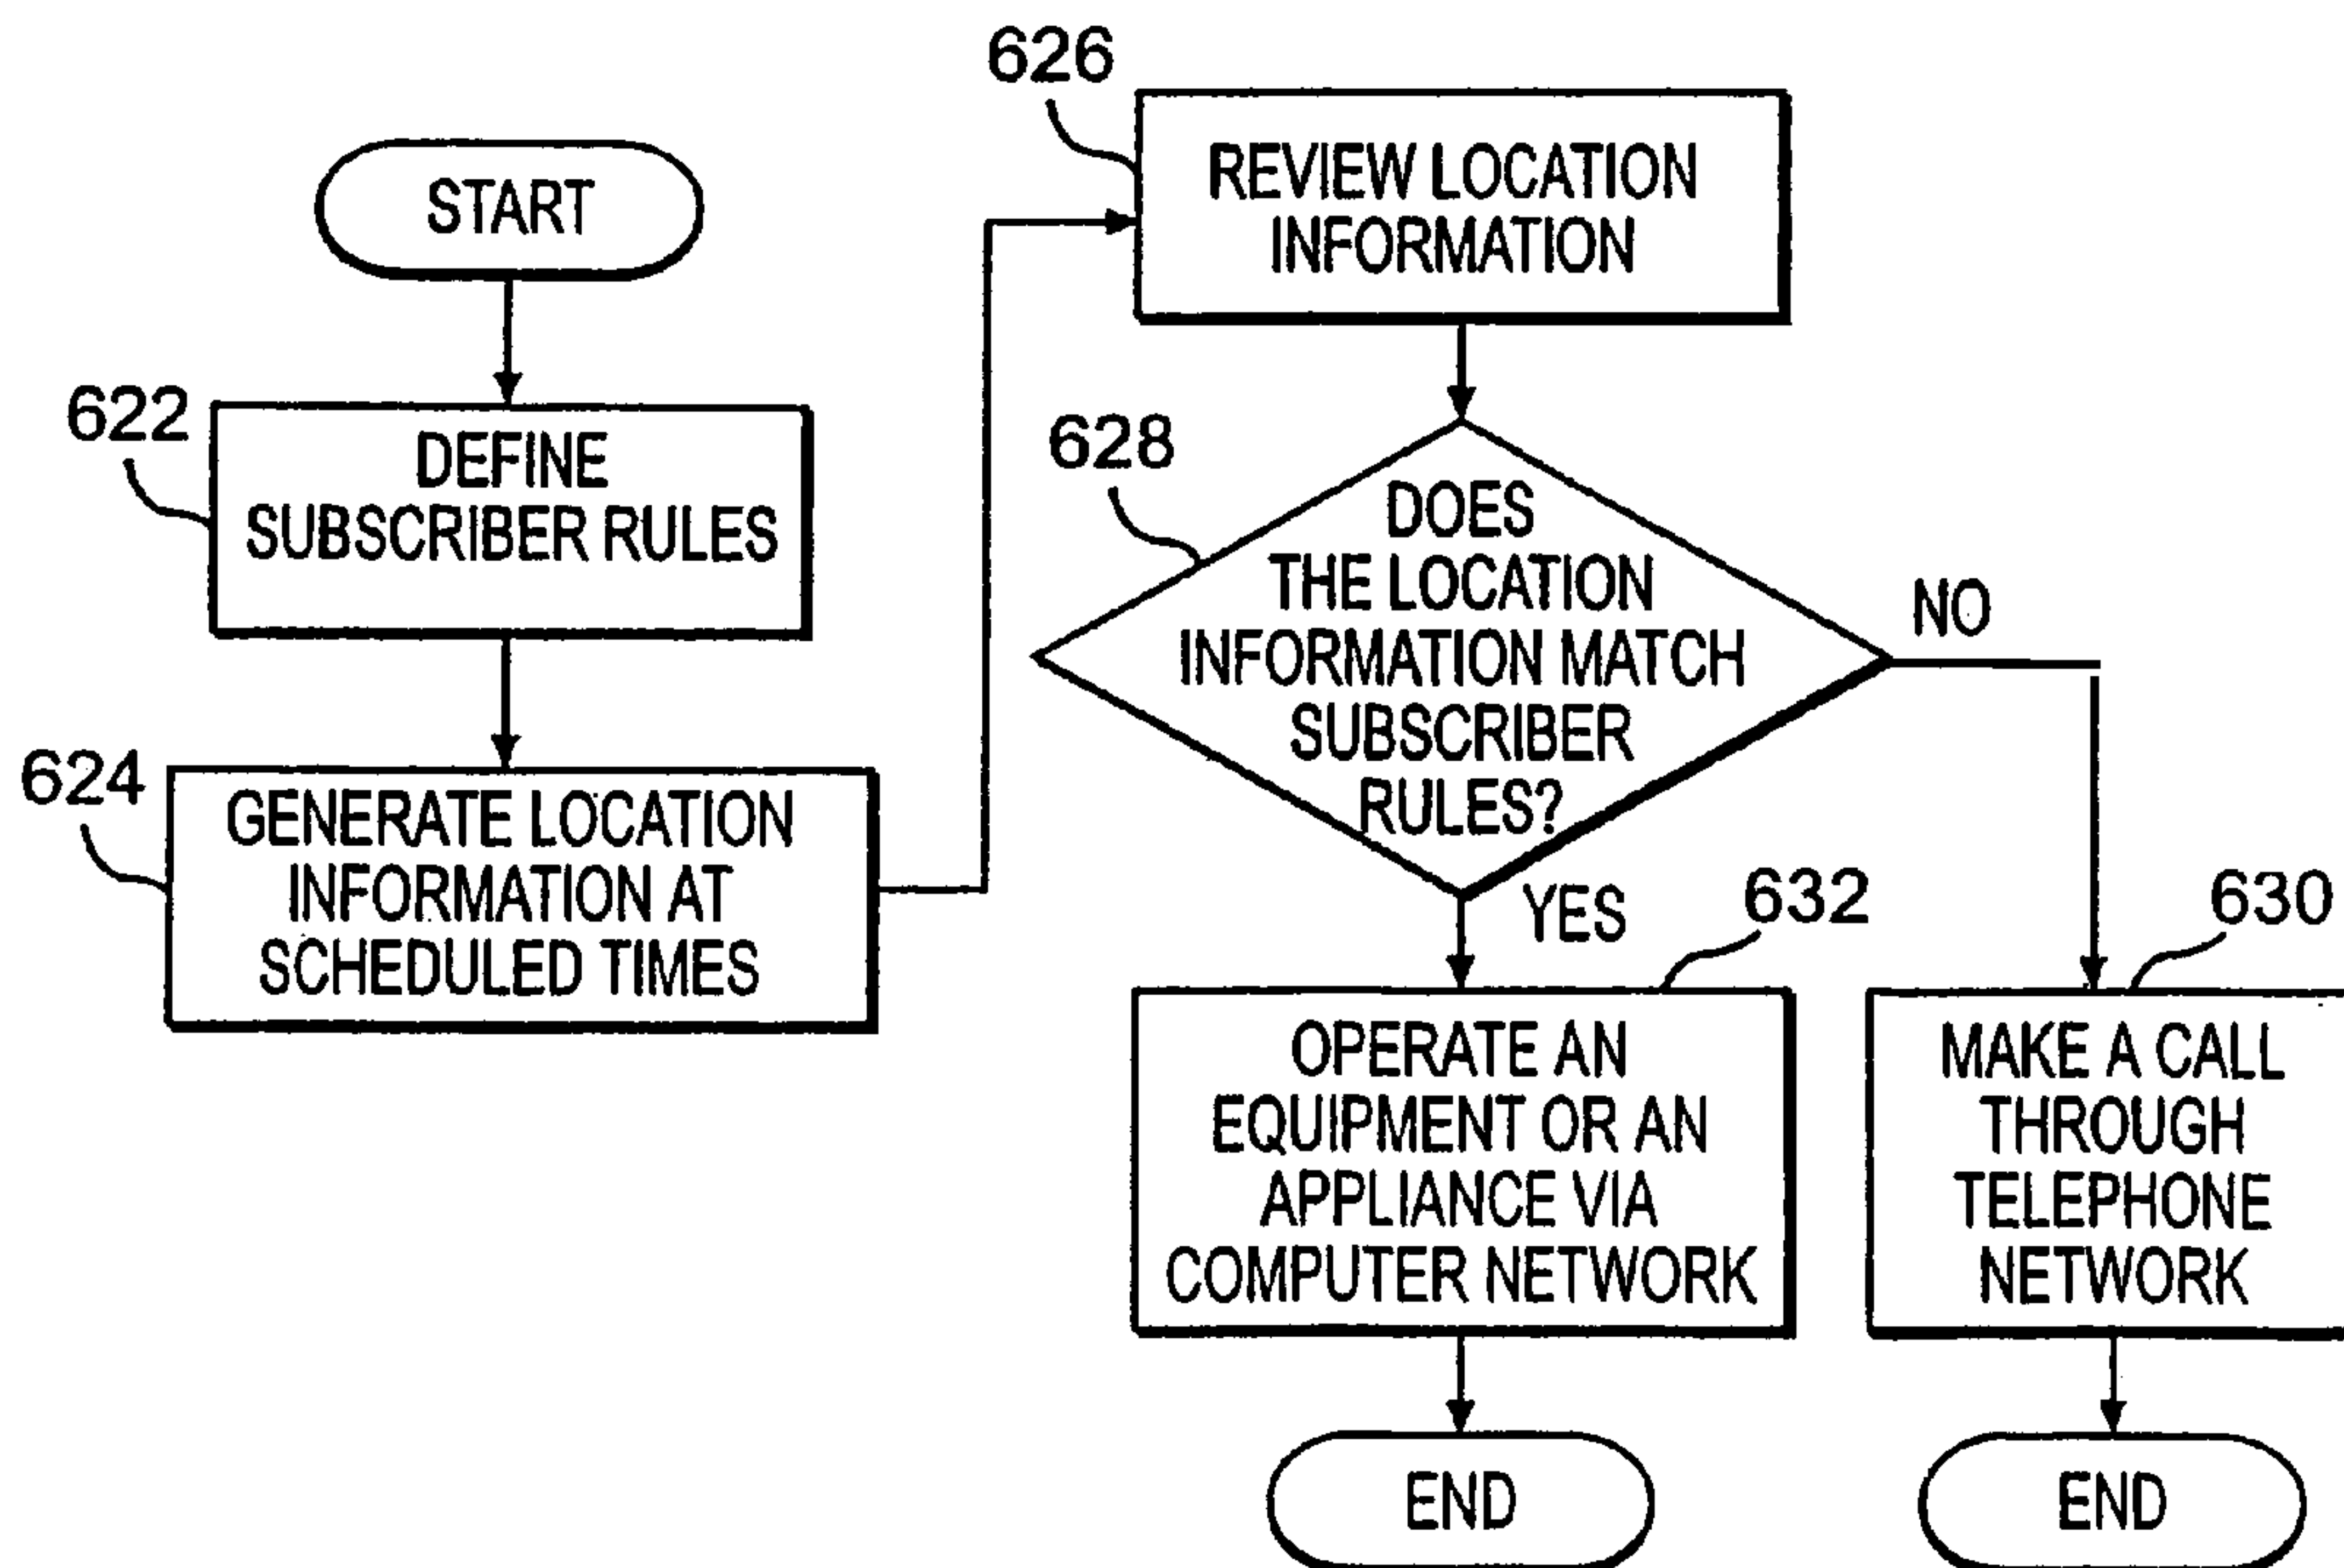 START
622
DEFINE
SUBSCRIBER RULES
624
GENERATE LOCATION
INFORMATION AT
SCHEDULED TIMES
626
REVIEW LOCATION
INFORMATION
628
DOES
THE LOCATION
INFORMATION MATCH
SUBSCRIBER
RULES?
NO
YES
632
OPERATE AN
EQUIPMENT OR AN
APPLIANCE VIA
COMPUTER NETWORK
END
630
MAKE A CALL
THROUGH
TELEPHONE
NETWORK
END